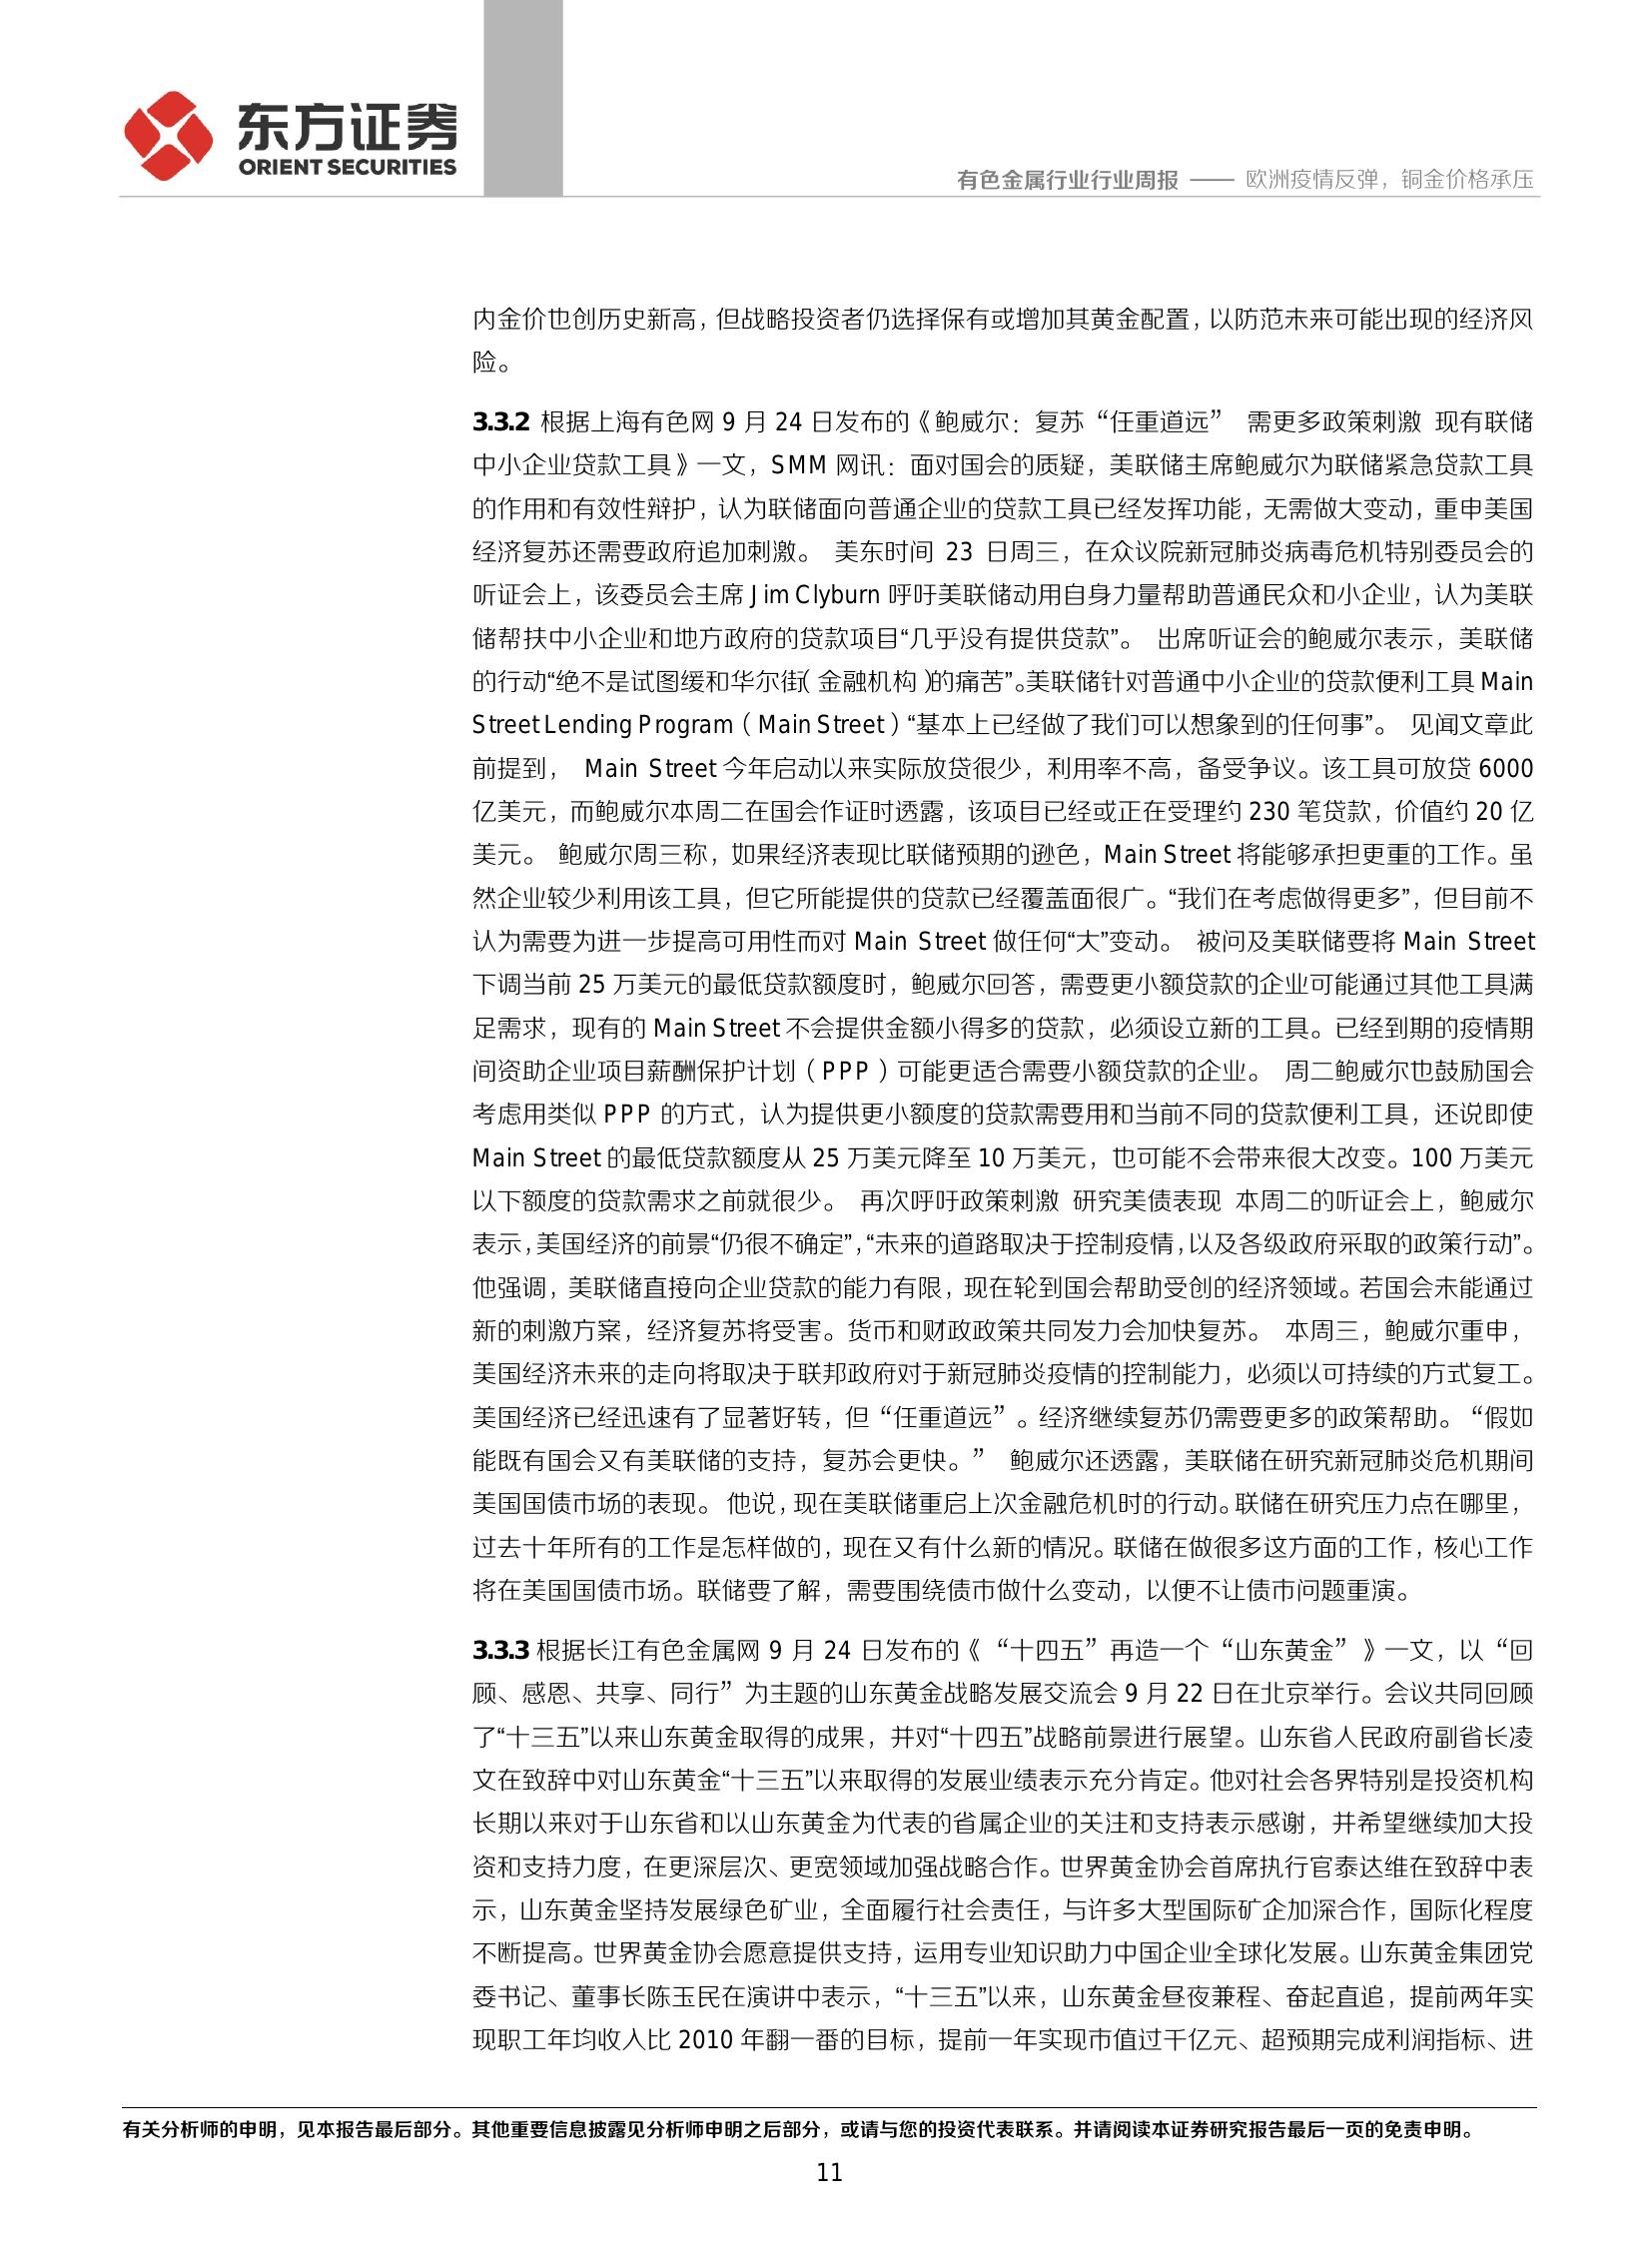 东方证券
ORIENT SECURITIES
有色金属行业行业周报 —— 欧洲疫情反弹，铜金价格承压
内金价也创历史新高，但战略投资者仍选择保有或增加其黄金配置，以防范未来可能出现的经济风
险。
3.3.2 根据上海有色网 9 月 24 日发布的《鲍威尔：复苏“任重道远” 需更多政策刺激 现有联储
中小企业贷款工具》一文，SMM 网讯：面对国会的质疑，美联储主席鲍威尔为联储紧急贷款工具
的作用和有效性辩护，认为联储面向普通企业的贷款工具已经发挥功能，无需做大变动，重申美国
经济复苏还需要政府追加刺激。 美东时间 23 日周三，在众议院新冠肺炎病毒危机特别委员会的
听证会上，该委员会主席 Jim Clyburn 呼吁美联储动用自身力量帮助普通民众和小企业，认为美联
储帮扶中小企业和地方政府的贷款项目“几乎没有提供贷款”。 出席听证会的鲍威尔表示，美联储
的行动“绝不是试图缓和华尔街(金融机构)的痛苦”。美联储针对普通中小企业的贷款便利工具 Main
Street Lending Program（Main Street）“基本上已经做了我们可以想象到的任何事”。 见闻文章此
前提到， Main Street 今年启动以来实际放贷很少，利用率不高，备受争议。该工具可放贷 6000
亿美元，而鲍威尔本周二在国会作证时透露，该项目已经或正在受理约 230 笔贷款，价值约 20 亿
美元。 鲍威尔周三称，如果经济表现比联储预期的逊色，Main Street 将能够承担更重的工作。虽
然企业较少利用该工具，但它所能提供的贷款已经覆盖面很广。“我们在考虑做得更多”，但目前不
认为需要为进一步提高可用性而对 Main Street 做任何“大”变动。 被问及美联储要将 Main Street
下调当前 25 万美元的最低贷款额度时，鲍威尔回答，需要更小额贷款的企业可能通过其他工具满
足需求，现有的 Main Street 不会提供金额小得多的贷款，必须设立新的工具。已经到期的疫情期
间资助企业项目薪酬保护计划（PPP）可能更适合需要小额贷款的企业。 周二鲍威尔也鼓励国会
考虑用类似 PPP 的方式，认为提供更小额度的贷款需要用和当前不同的贷款便利工具，还说即使
Main Street 的最低贷款额度从 25 万美元降至 10 万美元，也可能不会带来很大改变。100 万美元
以下额度的贷款需求之前就很少。 再次呼吁政策刺激 研究美债表现 本周二的听证会上，鲍威尔
表示，美国经济的前景“仍很不确定”，“未来的道路取决于控制疫情，以及各级政府采取的政策行动”。
他强调，美联储直接向企业贷款的能力有限，现在轮到国会帮助受创的经济领域。若国会未能通过
新的刺激方案，经济复苏将受害。货币和财政政策共同发力会加快复苏。 本周三，鲍威尔重申，
美国经济未来的走向将取决于联邦政府对于新冠肺炎疫情的控制能力，必须以可持续的方式复工。
美国经济已经迅速有了显著好转，但“任重道远”。经济继续复苏仍需要更多的政策帮助。“假如
能既有国会又有美联储的支持，复苏会更快。” 鲍威尔还透露，美联储在研究新冠肺炎危机期间
美国国债市场的表现。 他说，现在美联储重启上次金融危机时的行动。联储在研究压力点在哪里，
过去十年所有的工作是怎样做的，现在又有什么新的情况。联储在做很多这方面的工作，核心工作
将在美国国债市场。联储要了解，需要围绕债市做什么变动，以便不让债市问题重演。
3.3.3 根据长江有色金属网 9 月 24 日发布的《“十四五”再造一个“山东黄金”》一文，以“回
顾、感恩、共享、同行”为主题的山东黄金战略发展交流会 9 月 22 日在北京举行。会议共同回顾
了“十三五”以来山东黄金取得的成果，并对“十四五”战略前景进行展望。山东省人民政府副省长凌
文在致辞中对山东黄金“十三五”以来取得的发展业绩表示充分肯定。他对社会各界特别是投资机构
长期以来对于山东省和以山东黄金为代表的省属企业的关注和支持表示感谢，并希望继续加大投
资和支持力度，在更深层次、更宽领域加强战略合作。世界黄金协会首席执行官泰达维在致辞中表
示，山东黄金坚持发展绿色矿业，全面履行社会责任，与许多大型国际矿企加深合作，国际化程度
不断提高。世界黄金协会愿意提供支持，运用专业知识助力中国企业全球化发展。山东黄金集团党
委书记、董事长陈玉民在演讲中表示，“十三五”以来，山东黄金昼夜兼程、奋起直追，提前两年实
现职工年均收入比 2010 年翻一番的目标，提前一年实现市值过千亿元、超预期完成利润指标、进
有关分析师的申明，见本报告最后部分。其他重要信息披露见分析师申明之后部分，或请与您的投资代表联系。并请阅读本证券研究报告最后一页的免责申明。
11